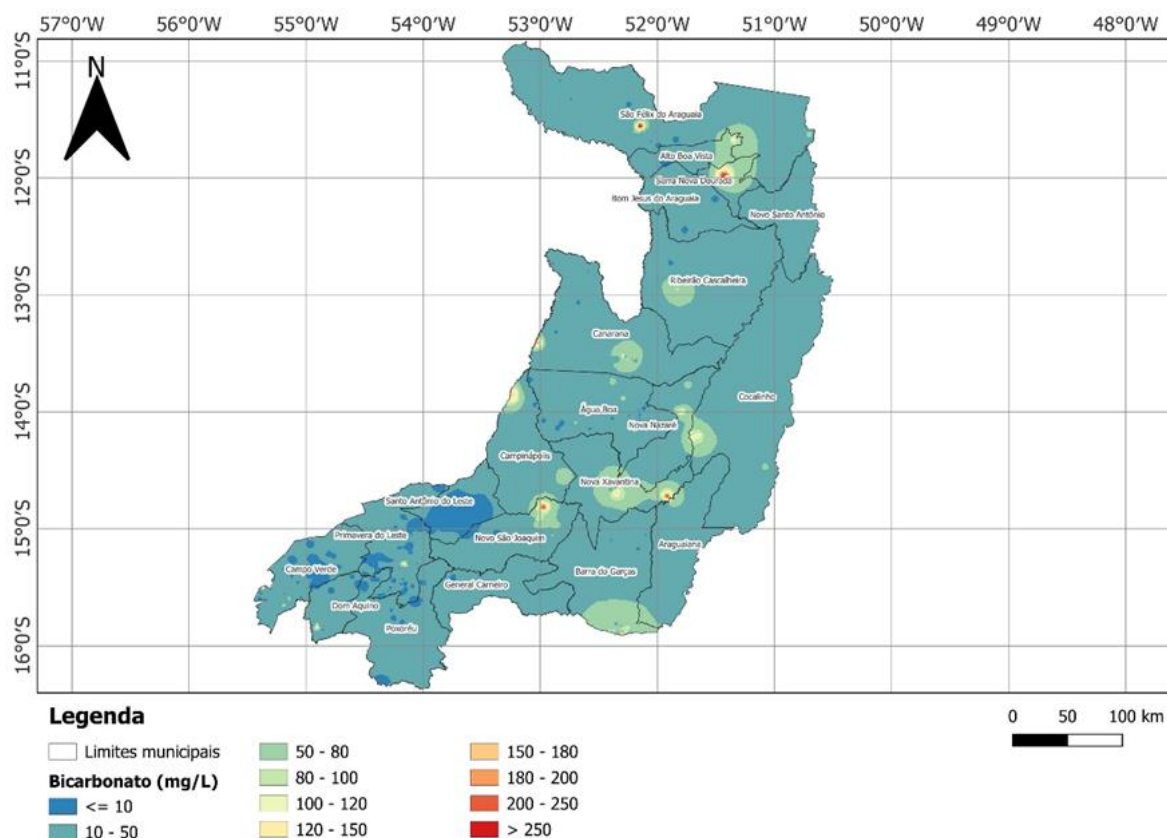 57°0'W 56°0'W 55°0'W 54°0'W 53°0'W 52°0'W 51°0'W 50°0'W 49°0'W 48°0'W
N
11°0'S
12°0'S
13°0'S
14°0'S
15°0'S
16°0'S
São Félix do Araguaia
Alto Boa Vista
Serra Nova Dourada
Bom Jesus do Araguaia
Novo Santo Antônio
Ribeirão Cascalheira
Canarana
Cocalinho
Água Boa
Nova Nazaré
Campinápolis
Nova Xavantina
Santo Antônio do Leste
Primavera do Leste
Novo São Joaquim
Araguaiana
Campo Verde
General Carneiro
Barra do Garças
Dom Aquino
Poxoréu
Legenda
Limites municipais
Bicarbonato (mg/L)
<= 10
10 - 50
50 - 80
80 - 100
100 - 120
120 - 150
150 - 180
180 - 200
200 - 250
> 250
0 50 100 km